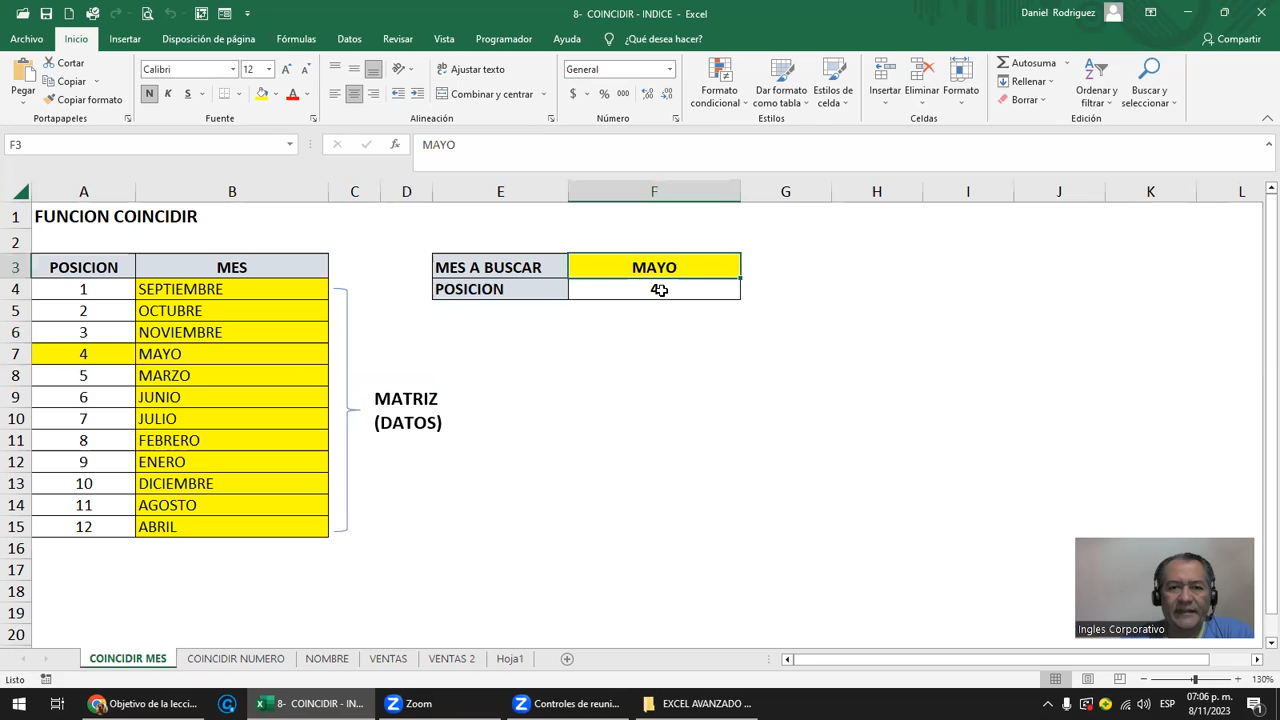 8- COINCIDIR - INDICE - Excel
Daniel Rodriguez
Archivo Inicio Insertar Disposición de página Fórmulas Datos Revisar Vista Programador Ayuda ¿Qué desea hacer? Compartir
Pegar
Cortar
Copiar
Copiar formato
Portapapeles
Calibri 12
N K S
Fuente
Ajustar texto
Combinar y centrar
Alineación
General
$ % 000
Número
Formato condicional
Dar formato como tabla
Estilos de celda
Estilos
Insertar Eliminar Formato
Celdas
Autosuma
Rellenar
Borrar
Ordenar y filtrar
Buscar y seleccionar
Edición
F3 fx MAYO
A B C D E F G H I J K L
1 FUNCION COINCIDIR
2
3 POSICION MES MES A BUSCAR MAYO
4 1 SEPTIEMBRE POSICION 4
5 2 OCTUBRE
6 3 NOVIEMBRE
7 4 MAYO
8 5 MARZO
9 6 JUNIO
10 7 JULIO
11 8 FEBRERO
12 9 ENERO
13 10 DICIEMBRE
14 11 AGOSTO
15 12 ABRIL
16
17
18
19
20
MATRIZ
(DATOS)
Ingles Corporativo
COINCIDIR MES COINCIDIR NUMERO NOMBRE VENTAS VENTAS 2 Hoja1
Listo 130%
Objetivo de la lecci... 8- COINCIDIR - IN... Zoom Controles de reuni... EXCEL AVANZADO ... ESP 07:06 p. m.
8/11/2023